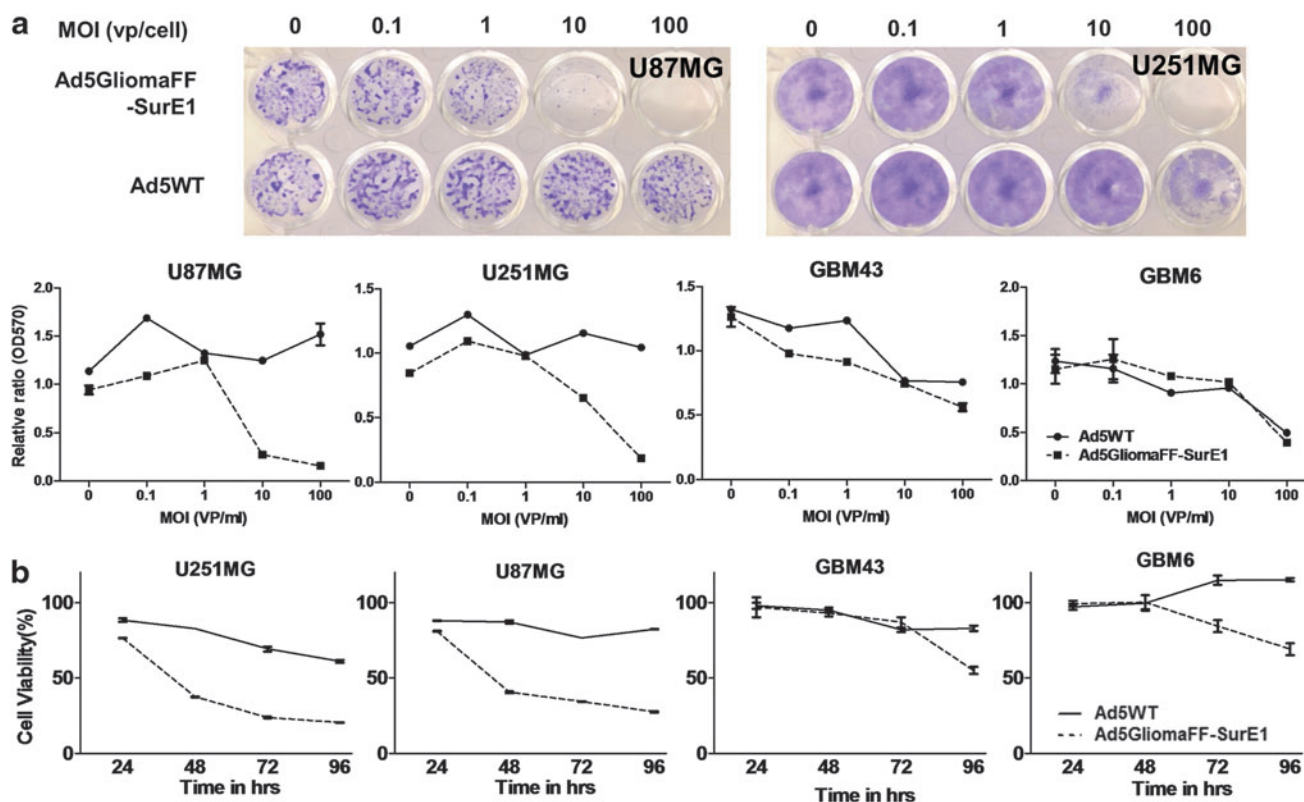 a
MOI (vp/cell) 0 0.1 1 10 100 0 0.1 1 10 100
Ad5GliomaFF
-SurE1
U87MG U251MG
Ad5WT
U87MG U251MG GBM43 GBM6
Relative ratio (OD570)
2.0 1.5 1.0 0.5 0.0
0 0.1 1 10 100
MOI (VP/ml)
1.5 1.0 0.5 0.0
0 0.1 1 10 100
MOI (VP/ml)
1.5 1.0 0.5 0.0
0 0.1 1 10 100
MOI (VP/ml)
2.0 1.5 1.0 0.5 0.0
Ad5WT
Ad5GliomaFF-SurE1
0 0.1 1 10 100
MOI (VP/ml)
b
U251MG U87MG GBM43 GBM6
Cell Viability(%)
100 50 0
24 48 72 96
Time in hrs
100 50 0
24 48 72 96
Time in hrs
100 50 0
24 48 72 96
Time in hrs
100 50 0
Ad5WT
Ad5GliomaFF-SurE1
24 48 72 96
Time in hrs